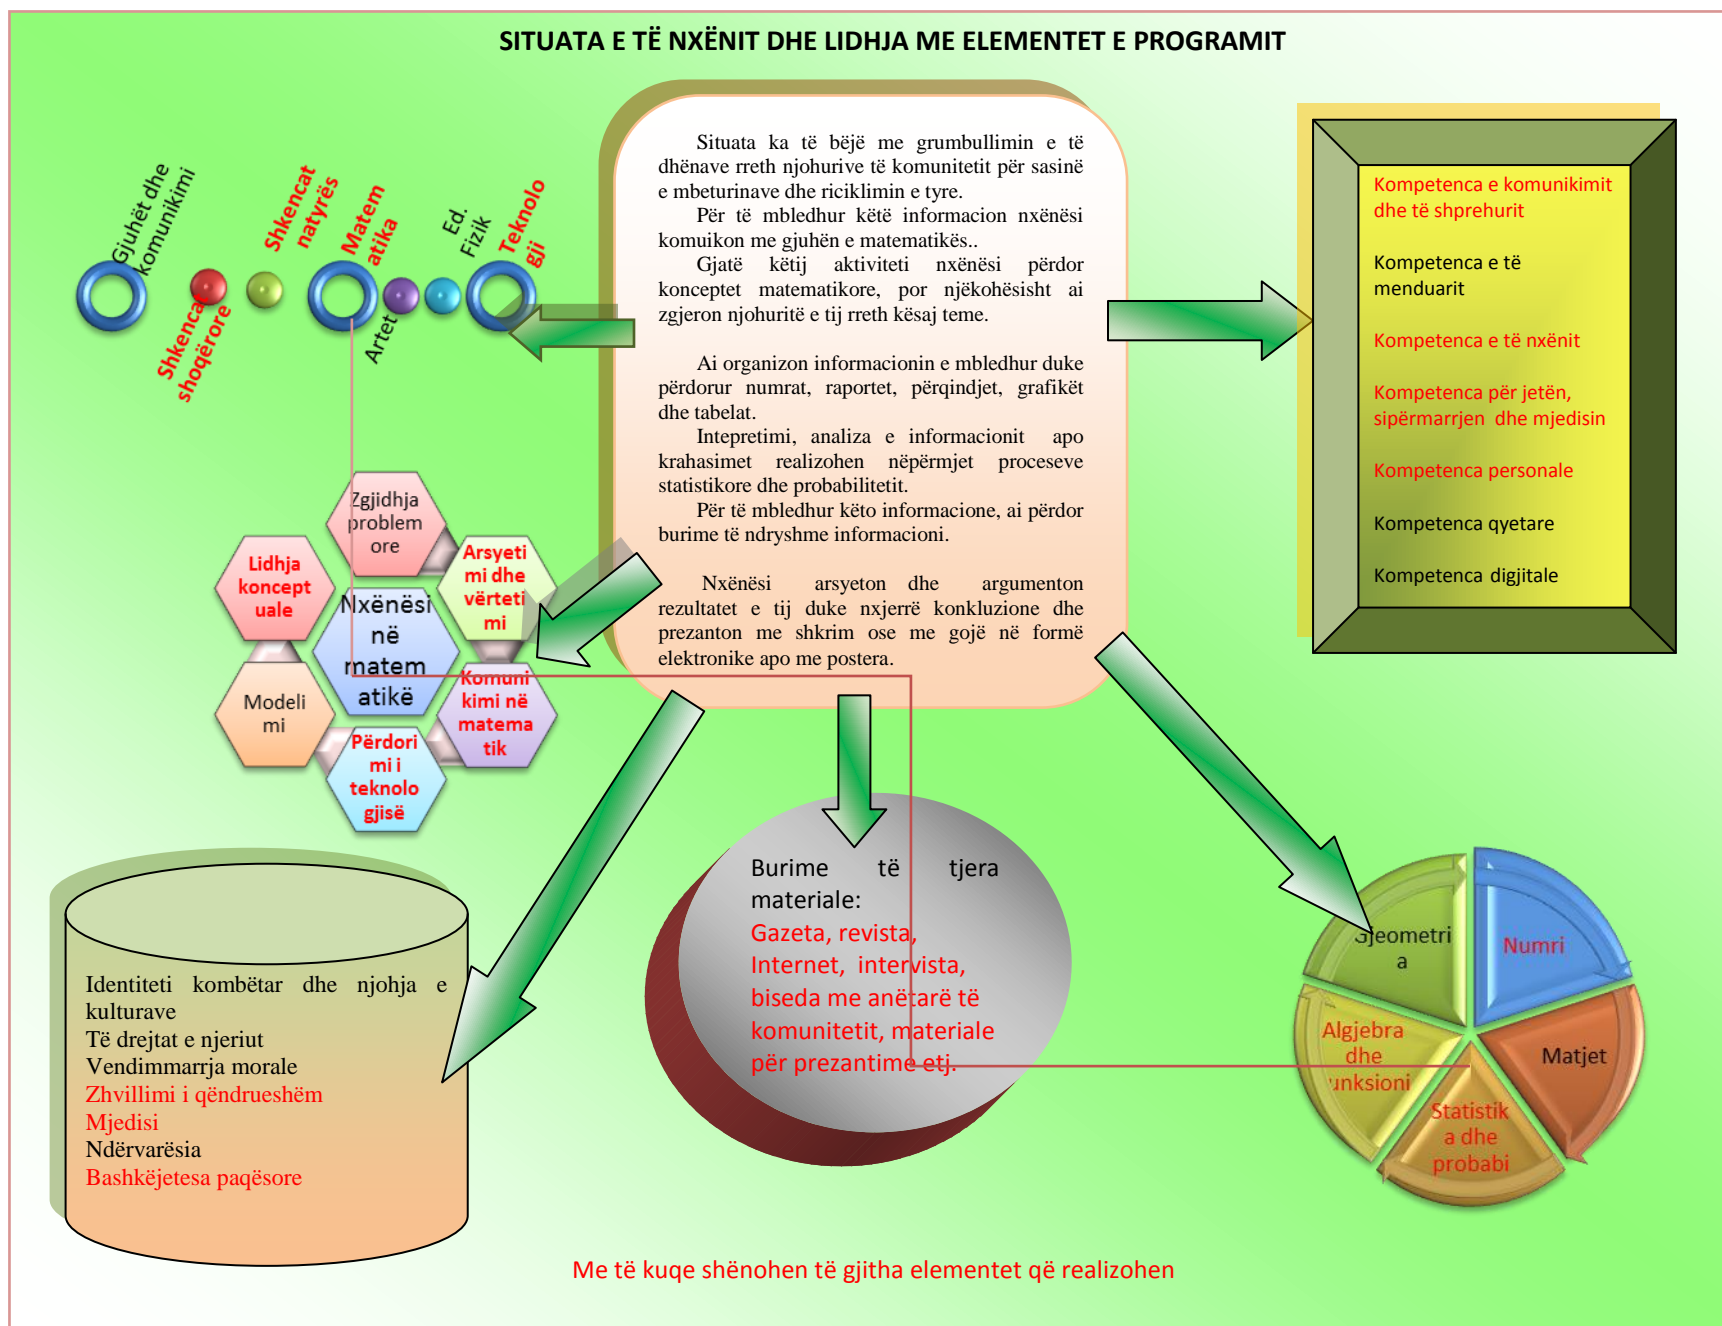 SITUATA E TË NXËNIT DHE LIDHJA ME ELEMENTET E PROGRAMIT
Gjuhët dhe
komunikimi
Shkencat
natyrës
Matem
atika
Ed.
Fizik
Teknolo
gji
Shkencat
shoqërore
Artet
Situata ka të bëjë me grumbullimin e të
dhënave rreth njohurive të komunitetit për sasinë
e mbeturinave dhe riciklimin e tyre.
Për të mbledhur këtë informacion nxënësi
komuikon me gjuhën e matematikës..
Gjatë këtij aktiviteti nxënësi përdor
konceptet matematikore, por njëkohësisht ai
zgjeron njohuritë e tij rreth kësaj teme.
Ai organizon informacionin e mbledhur duke
përdorur numrat, raportet, përqindjet, grafikët
dhe tabelat.
Intepretimi, analiza e informacionit apo
krahasimet realizohen nëpërmjet proceseve
statistikore dhe probabilitetit.
Për të mbledhur këto informacione, ai përdor
burime të ndryshme informacioni.
Nxënësi arsyeton dhe argumenton
rezultatet e tij duke nxjerrë konkluzione dhe
prezanton me shkrim ose me gojë në formë
elektronike apo me postera.
Kompetenca e komunikimit
dhe të shprehurit
Kompetenca e të
menduarit
Kompetenca e të nxënit
Kompetenca për jetën,
sipërmarrjen dhe mjedisin
Kompetenca personale
Kompetenca qyetare
Kompetenca digjitale
Zgjidhja
problem
ore
Lidhja
koncept
uale
Arsyeti
mi dhe
vërteti
mi
Nxënësi
në
matem
atikë
Modeli
mi
Komuni
kimi në
matema
tik
Përdori
mi i
teknolo
gjisë
Identiteti kombëtar dhe njohja e
kulturave
Të drejtat e njeriut
Vendimmarrja morale
Zhvillimi i qëndrueshëm
Mjedisi
Ndërvarësia
Bashkëjetesa paqësore
Burime të tjera
materiale:
Gazeta, revista,
Internet, intervista,
biseda me anëtarë të
komunitetit, materiale
për prezantime etj.
Gjeometri
a
Numri
Algjebra
dhe
unksioni
Matjet
Statistik
a dhe
probabi
Me të kuqe shënohen të gjitha elementet që realizohen